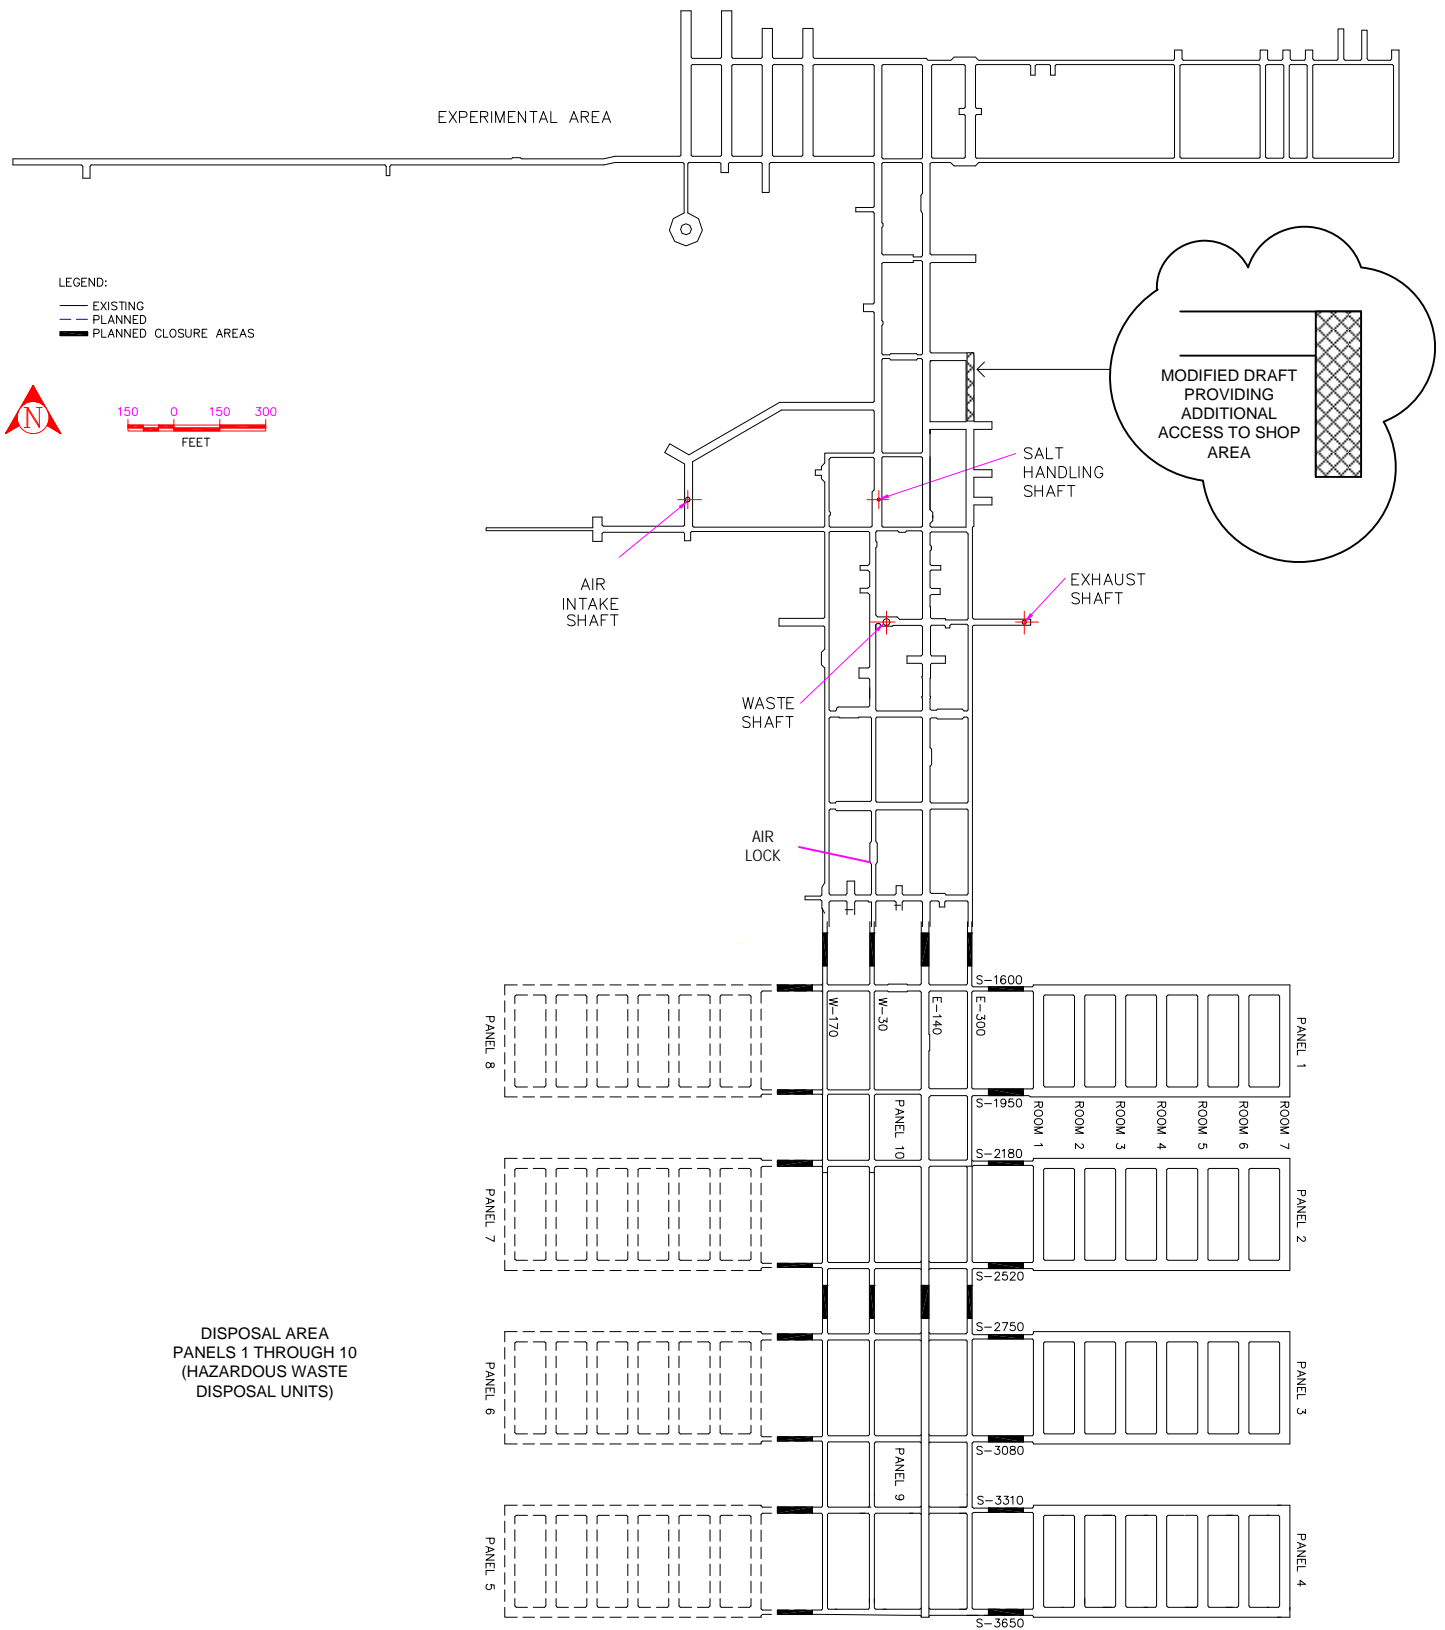 EXPERIMENTAL AREA
LEGEND:
EXISTING
PLANNED
PLANNED CLOSURE AREAS
N
150 0 150 300
FEET
MODIFIED DRAFT
PROVIDING
ADDITIONAL
ACCESS TO SHOP
AREA
SALT
HANDLING
SHAFT
AIR
INTAKE
SHAFT
EXHAUST
SHAFT
WASTE
SHAFT
AIR
LOCK
S-1600
W-170
W-30
E-140
E-300
PANEL 8
PANEL 1
S-1950
PANEL 10
ROOM 1
ROOM 2
ROOM 3
ROOM 4
ROOM 5
ROOM 6
ROOM 7
S-2180
PANEL 7
PANEL 2
S-2520
S-2750
DISPOSAL AREA
PANELS 1 THROUGH 10
(HAZARDOUS WASTE
DISPOSAL UNITS)
PANEL 6
PANEL 3
S-3080
PANEL 9
S-3310
PANEL 5
PANEL 4
S-3650